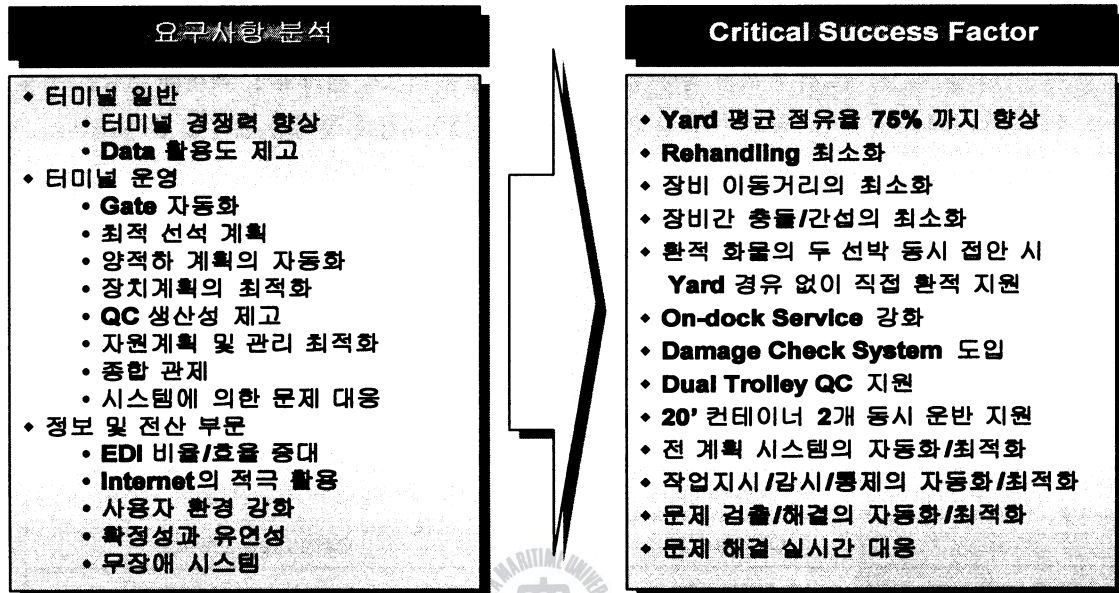 요구사항 분석
◆ 터미널 일반
• 터미널 경쟁력 향상
• Data 활용도 제고
◆ 터미널 운영
• Gate 자동화
• 최적 선석 계획
• 양적하 계획의 자동화
• 장치계획의 최적화
• QC 생산성 제고
• 자원계획 및 관리 최적화
• 종합 관제
• 시스템에 의한 문제 대응
◆ 정보 및 전산 부문
• EDI 비율/효율 증대
• Internet의 적극 활용
• 사용자 환경 강화
• 확정성과 유연성
• 무장애 시스템
Critical Success Factor
◆ Yard 평균 점유율 75% 까지 향상
◆ Rehandling 최소화
◆ 장비 이동거리의 최소화
◆ 장비간 충돌/간섭의 최소화
◆ 환적 화물의 두 선박 동시 접안 시
Yard 경유 없이 직접 환적 지원
◆ On-dock Service 강화
◆ Damage Check System 도입
◆ Dual Trolley QC 지원
◆ 20' 컨테이너 2개 동시 운반 지원
◆ 전 계획 시스템의 자동화/최적화
◆ 작업지시/감시/통제의 자동화/최적화
◆ 문제 검출/해결의 자동화/최적화
◆ 문제 해결 실시간 대응
MARITIME